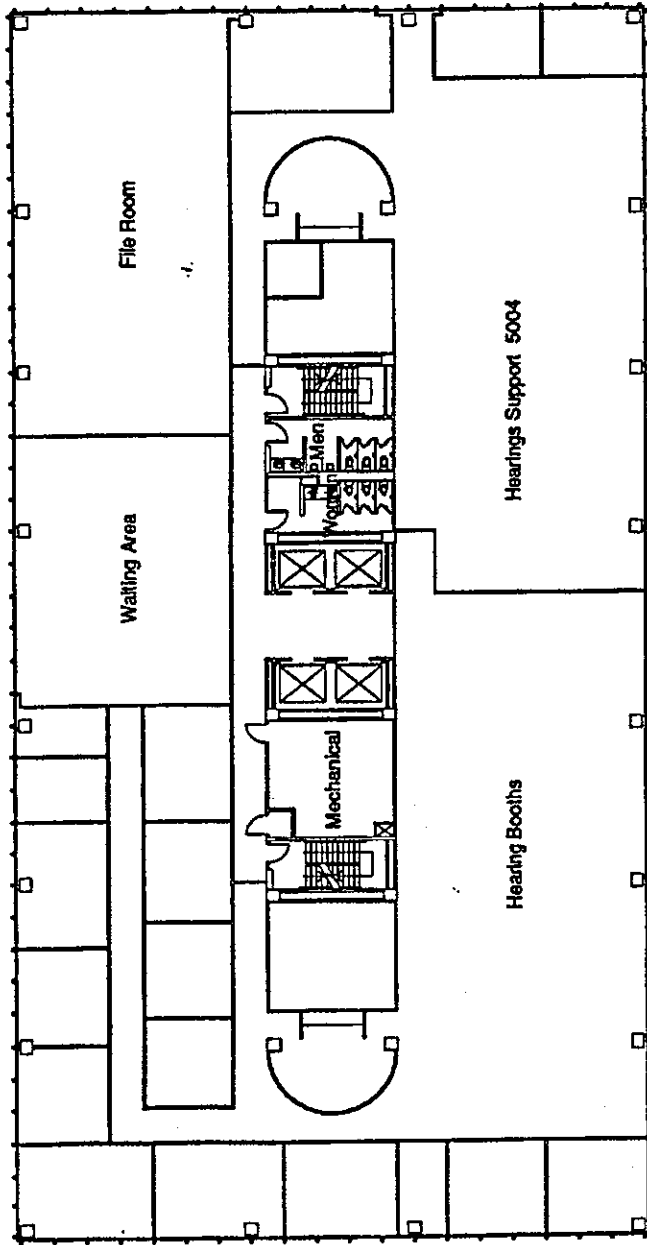 File Room
Waiting Area
Men
Women
Mechanical
Hearings Support 5004
Hearing Booths